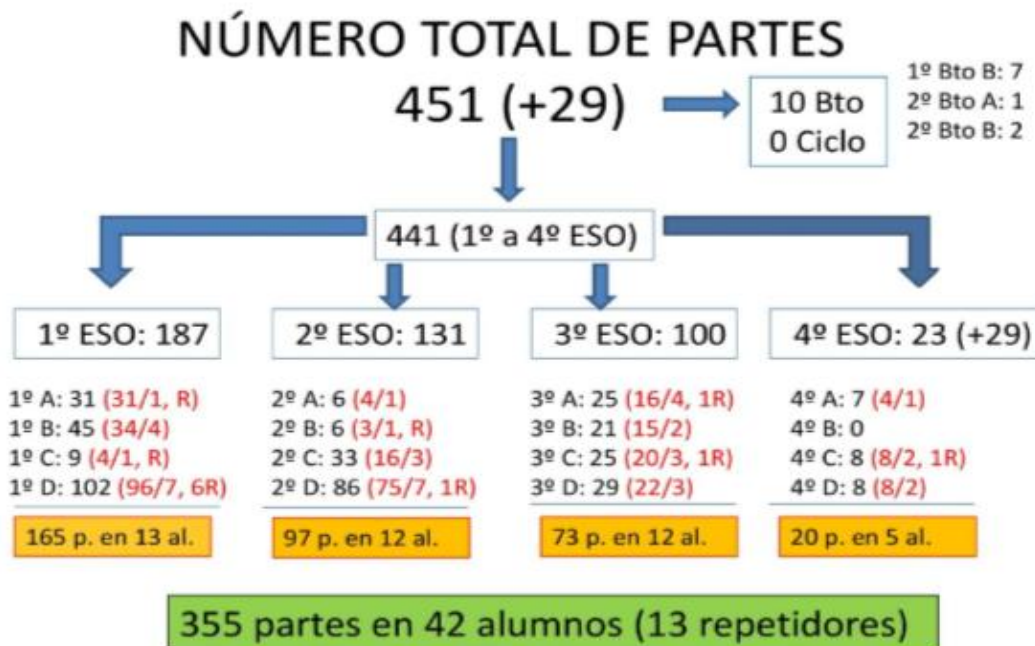 NÚMERO TOTAL DE PARTES
451 (+29)
10 Bto
0 Ciclo
1º Bto B: 7
2º Bto A: 1
2º Bto B: 2
441 (1º a 4º ESO)
1º ESO: 187
1º A: 31 (31/1, R)
1º B: 45 (34/4)
1º C: 9 (4/1, R)
1º D: 102 (96/7, 6R)
165 p. en 13 al.
2º ESO: 131
2º A: 6 (4/1)
2º B: 6 (3/1, R)
2º C: 33 (16/3)
2º D: 86 (75/7, 1R)
97 p. en 12 al.
3º ESO: 100
3º A: 25 (16/4, 1R)
3º B: 21 (15/2)
3º C: 25 (20/3, 1R)
3º D: 29 (22/3)
73 p. en 12 al.
4º ESO: 23 (+29)
4º A: 7 (4/1)
4º B: 0
4º C: 8 (8/2, 1R)
4º D: 8 (8/2)
20 p. en 5 al.
355 partes en 42 alumnos (13 repetidores)